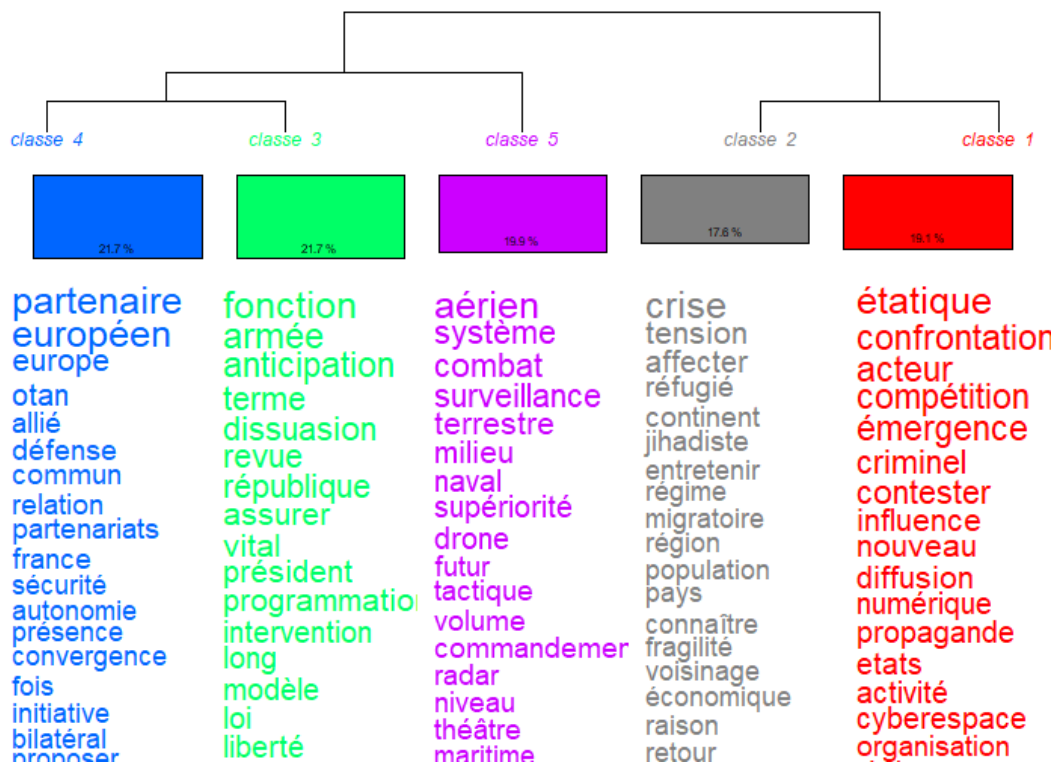 classe 4
classe 3
classe 5
classe 2
classe 1
21.7 %
21.7 %
19.9 %
17.6 %
19.1 %
partenaire
européen
europe
otan
allié
défense
commun
relation
partenariats
france
sécurité
autonomie
présence
convergence
fois
initiative
bilatéral
proposer
fonction
armée
anticipation
terme
dissuasion
revue
république
assurer
vital
président
programmatio
intervention
long
modèle
loi
liberté
aérien
système
combat
surveillance
terrestre
milieu
naval
supériorité
drone
futur
tactique
volume
commandemer
radar
niveau
théâtre
maritime
crise
tension
affecter
réfugié
continent
jihadiste
entretenir
régime
migratoire
région
population
pays
connaître
fragilité
voisinage
économique
raison
retour
étatique
confrontation
acteur
compétition
émergence
criminel
contester
influence
nouveau
diffusion
numérique
propagande
etats
activité
cyberespace
organisation